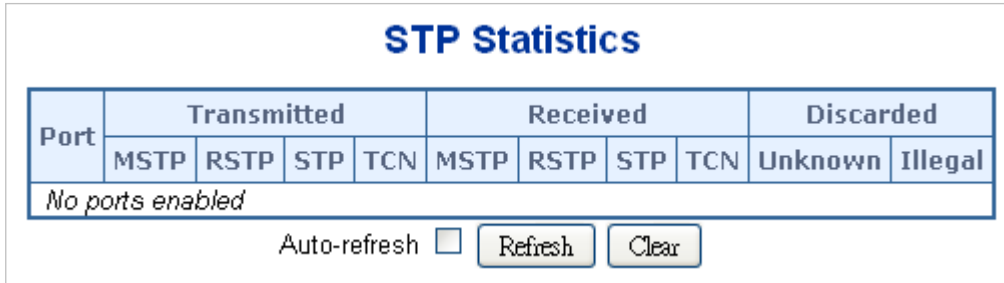 STP Statistics
Port Transmitted Received Discarded
MSTP RSTP STP TCN MSTP RSTP STP TCN Unknown Illegal
No ports enabled
Auto-refresh Refresh Clear